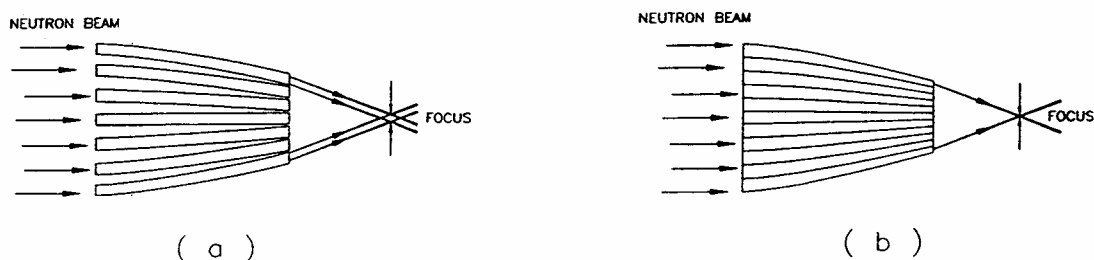 NEUTRON BEAM
FOCUS
( a )
NEUTRON BEAM
FOCUS
( b )